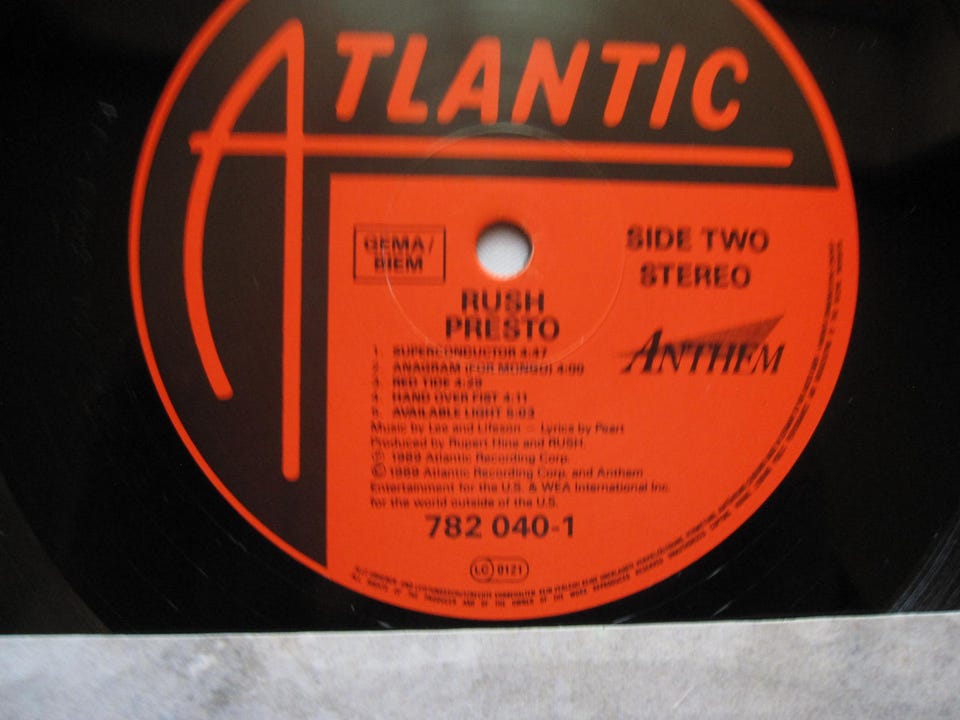 ATLANTIC
GEMA/
BIEM
SIDE TWO
STEREO
RUSH
PRESTO
ANTHEM
1. SUPERCONDUCTOR 4:47
2. ANAGRAM (FOR MONGO) 4:00
3. RED TIDE 4:29
4. HAND OVER FIST 4:11
5. AVAILABLE LIGHT 5:03
Music by Lee and Lifeson – Lyrics by Peart
Produced by Rupert Hine and RUSH.
℗ 1989 Atlantic Recording Corp.
© 1989 Atlantic Recording Corp. and Anthem
Entertainment for the U.S. & WEA International Inc.
for the world outside of the U.S.
782 040-1
LC 0121